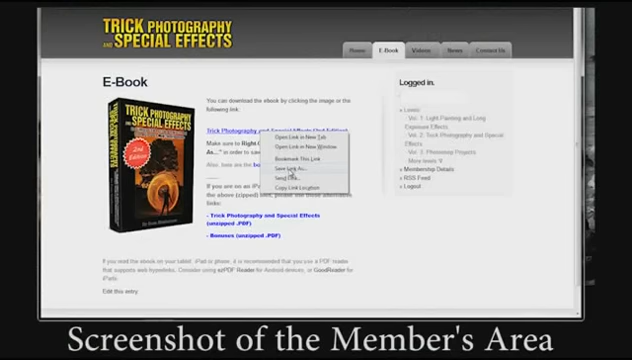 TRICK PHOTOGRAPHY
AND SPECIAL EFFECTS
Home
E-Book
Videos
News
Contact Us
E-Book
You can download the ebook by clicking the image or the
following link:
Trick Photography and Special Effects
Make sure to Right-
As..." in order to sav
Also, here are the bo
Open Link in New Tab
Open Link in New Window
Bookmark This Link
Save Link As...
Send Link...
Copy Link Location
TRICK PHOTOGRAPHY
AND SPECIAL EFFECTS
2nd
Edition!
If you are on an iP
the above (zipped)
links:
- Trick Photography and Special Effects
(unzipped .PDF)
- Bonuses (unzipped .PDF)
If you read the ebook on your tablet, iPad or phone, it is recommended that you use a PDF reader
that supports web hyperlinks. Consider using ezPDF Reader for Android devices, or GoodReader for
iPads.
Edit this entry
Logged in.
Vol. 1: Light Painting and Long
Exposure Effects
Vol. 2: Trick Photography and Special
Effects
Vol. 3: Photoshop Projects
More levels
Membership Details
RSS Feed
Logout
Screenshot of the Member's Area